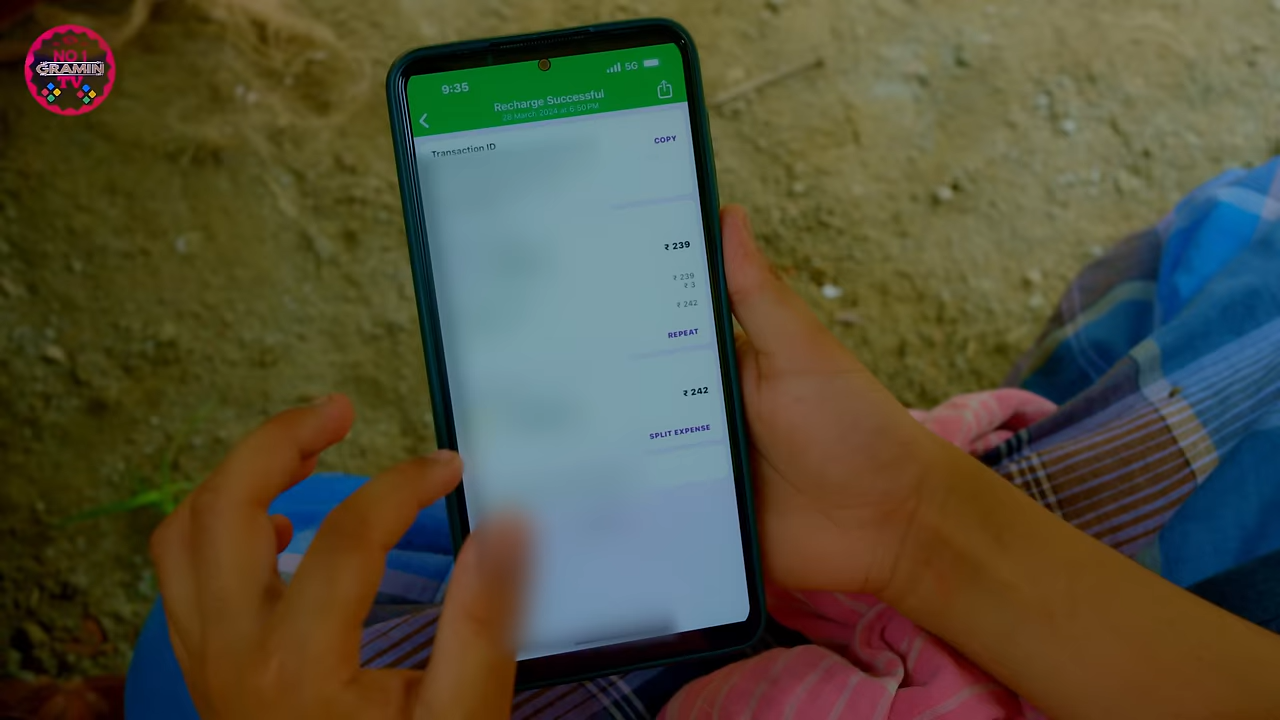 NO 1
GRAMIN
TV
9:35
5G
Recharge Successful
28 March 2024 at 6:50 PM
Transaction ID
COPY
₹ 239
₹ 239
₹ 3
₹ 242
REPEAT
₹ 242
SPLIT EXPENSE